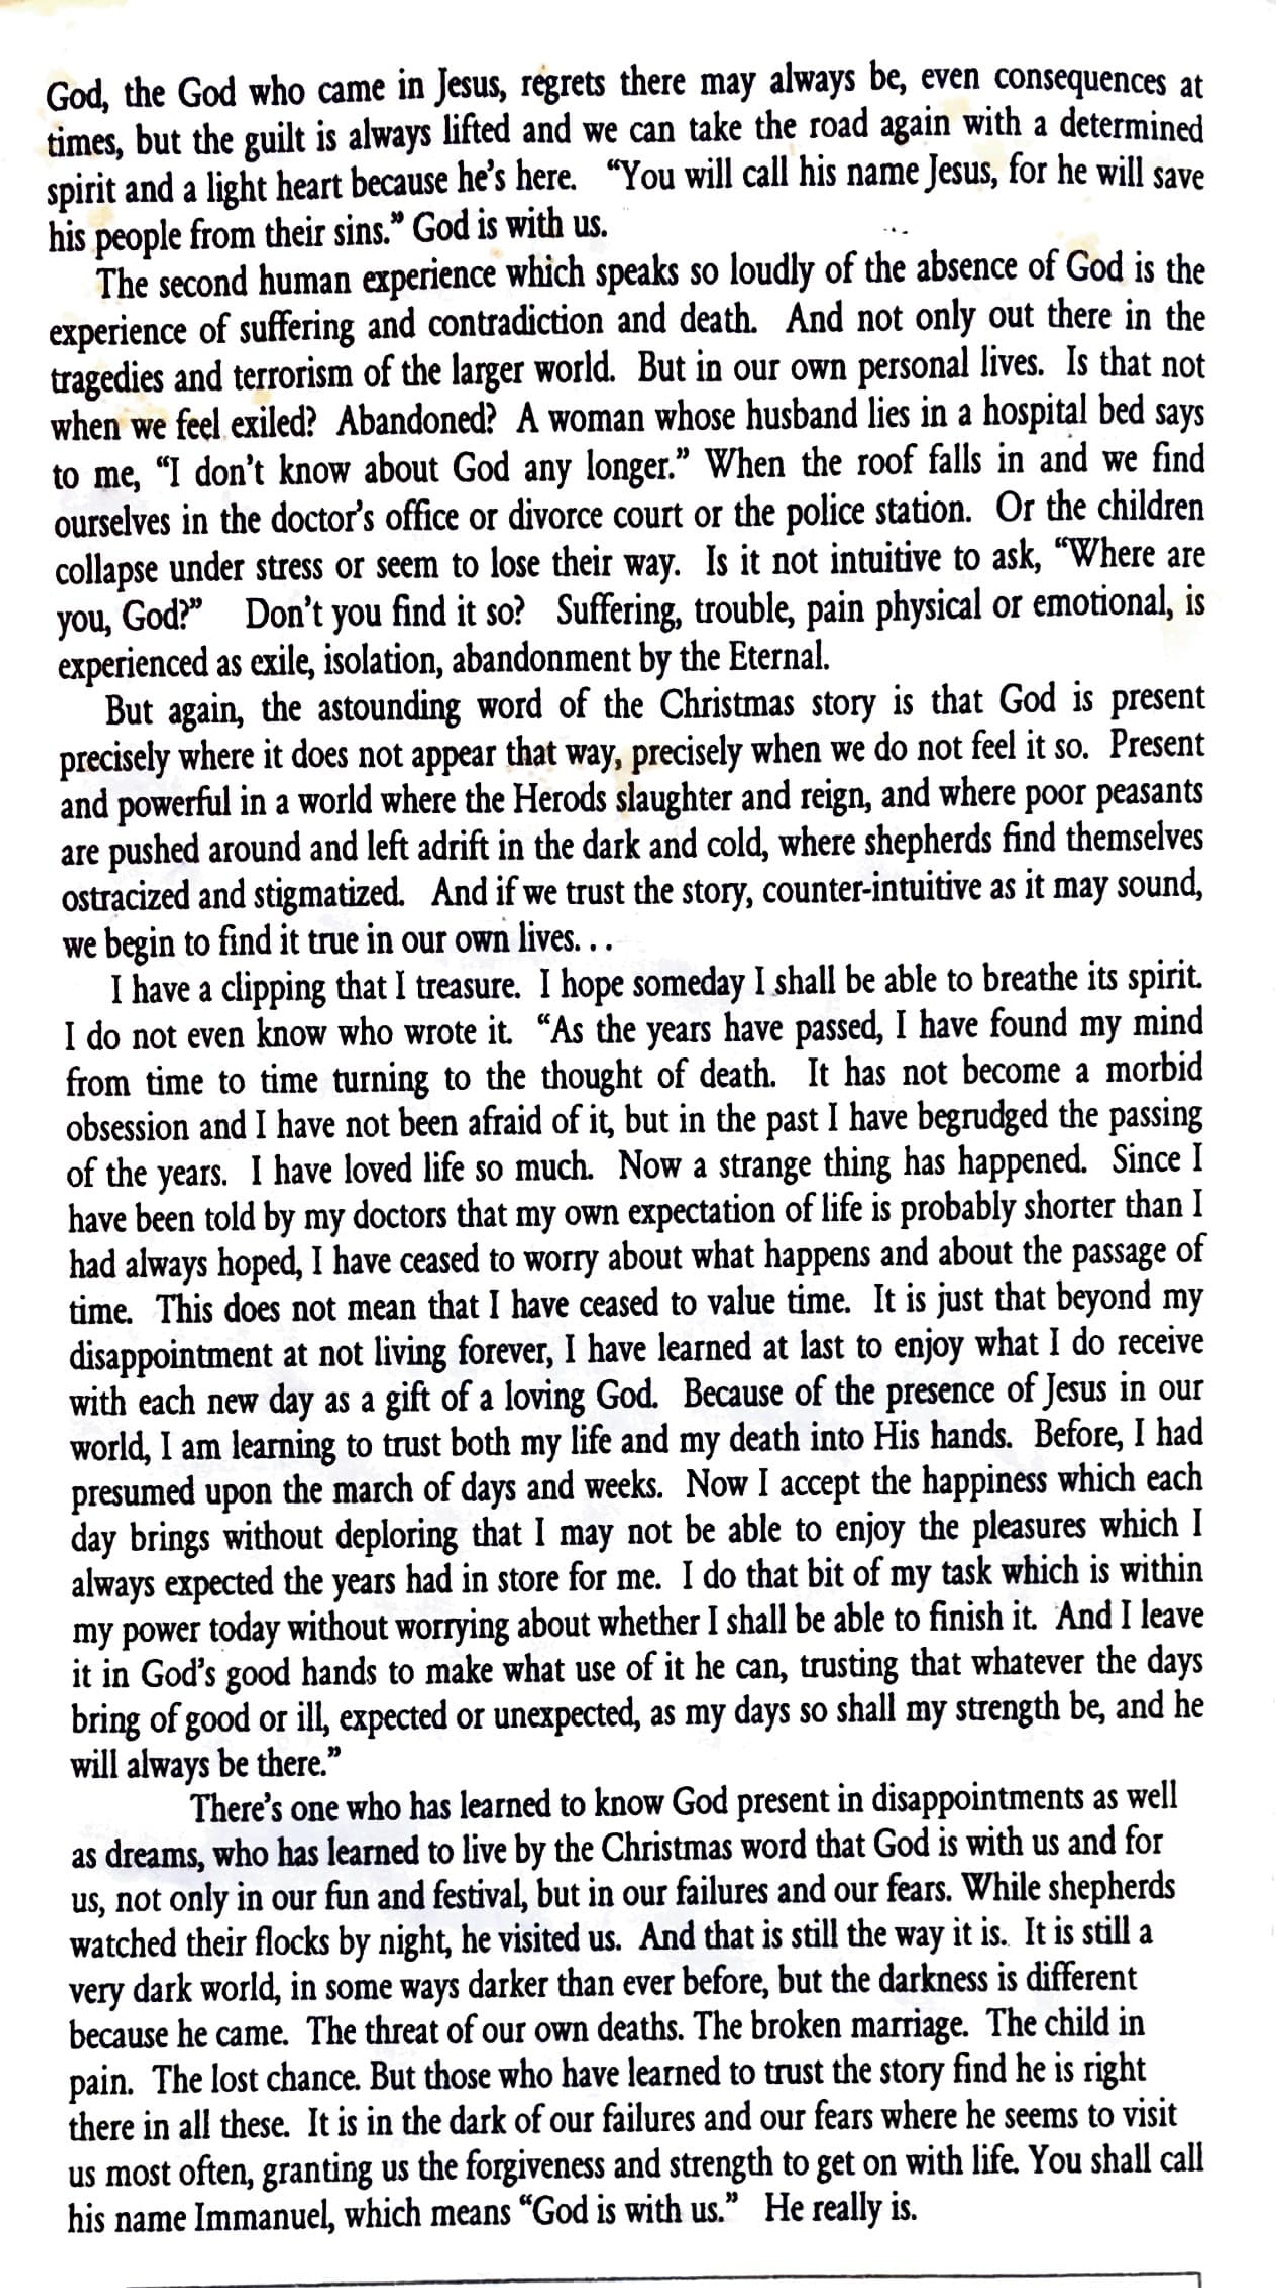 God, the God who came in Jesus, regrets there may always be, even consequences at
times, but the guilt is always lifted and we can take the road again with a determined
spirit and a light heart because he's here. “You will call his name Jesus, for he will save
his people from their sins.” God is with us.
The second human experience which speaks so loudly of the absence of God is the
experience of suffering and contradiction and death. And not only out there in the
tragedies and terrorism of the larger world. But in our own personal lives. Is that not
when we feel exiled? Abandoned? A woman whose husband lies in a hospital bed says
to me, “I don't know about God any longer.” When the roof falls in and we find
ourselves in the doctor's office or divorce court or the police station. Or the children
collapse under stress or seem to lose their way. Is it not intuitive to ask, “Where are
you, God?” Don't you find it so? Suffering, trouble, pain physical or emotional, is
experienced as exile, isolation, abandonment by the Eternal.
But again, the astounding word of the Christmas story is that God is present
precisely where it does not appear that way, precisely when we do not feel it so. Present
and powerful in a world where the Herods slaughter and reign, and where poor peasants
are pushed around and left adrift in the dark and cold, where shepherds find themselves
ostracized and stigmatized. And if we trust the story, counter-intuitive as it may sound,
we begin to find it true in our own lives. . .
I have a clipping that I treasure. I hope someday I shall be able to breathe its spirit.
I do not even know who wrote it. “As the years have passed, I have found my mind
from time to time turning to the thought of death. It has not become a morbid
obsession and I have not been afraid of it, but in the past I have begrudged the passing
of the years. I have loved life so much. Now a strange thing has happened. Since I
have been told by my doctors that my own expectation of life is probably shorter than I
had always hoped, I have ceased to worry about what happens and about the passage of
time. This does not mean that I have ceased to value time. It is just that beyond my
disappointment at not living forever, I have learned at last to enjoy what I do receive
with each new day as a gift of a loving God. Because of the presence of Jesus in our
world, I am learning to trust both my life and my death into His hands. Before, I had
presumed upon the march of days and weeks. Now I accept the happiness which each
day brings without deploring that I may not be able to enjoy the pleasures which I
always expected the years had in store for me. I do that bit of my task which is within
my power today without worrying about whether I shall be able to finish it. And I leave
it in God's good hands to make what use of it he can, trusting that whatever the days
bring of good or ill, expected or unexpected, as my days so shall my strength be, and he
will always be there.”
There's one who has learned to know God present in disappointments as well
as dreams, who has learned to live by the Christmas word that God is with us and for
us, not only in our fun and festival, but in our failures and our fears. While shepherds
watched their flocks by night, he visited us. And that is still the way it is. It is still a
very dark world, in some ways darker than ever before, but the darkness is different
because he came. The threat of our own deaths. The broken marriage. The child in
pain. The lost chance. But those who have learned to trust the story find he is right
there in all these. It is in the dark of our failures and our fears where he seems to visit
us most often, granting us the forgiveness and strength to get on with life. You shall call
his name Immanuel, which means “God is with us.” He really is.